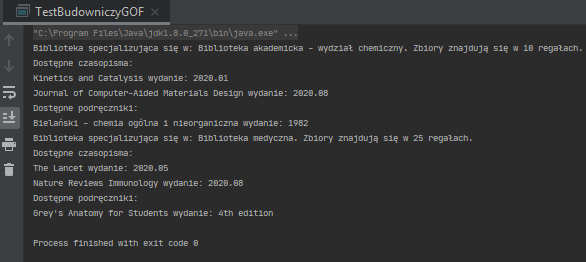 TestBudowniczyGOF
"C:\Program Files\Java\jdk1.8.0_271\bin\java.exe" ...
Biblioteka specjalizująca się w: Biblioteka akademicka – wydział chemiczny. Zbiory znajdują się w 10 regałach.
Dostępne czasopisma:
Kinetics and Catalysis wydanie: 2020.01
Journal of Computer-Aided Materials Design wydanie: 2020.08
Dostępne podręczniki:
Bielański – chemia ogólna i nieorganiczna wydanie: 1982
Biblioteka specjalizująca się w: Biblioteka medyczna. Zbiory znajdują się w 25 regałach.
Dostępne czasopisma:
The Lancet wydanie: 2020.05
Nature Reviews Immunology wydanie: 2020.08
Dostępne podręczniki:
Grey's Anatomy for Students wydanie: 4th edition
Process finished with exit code 0